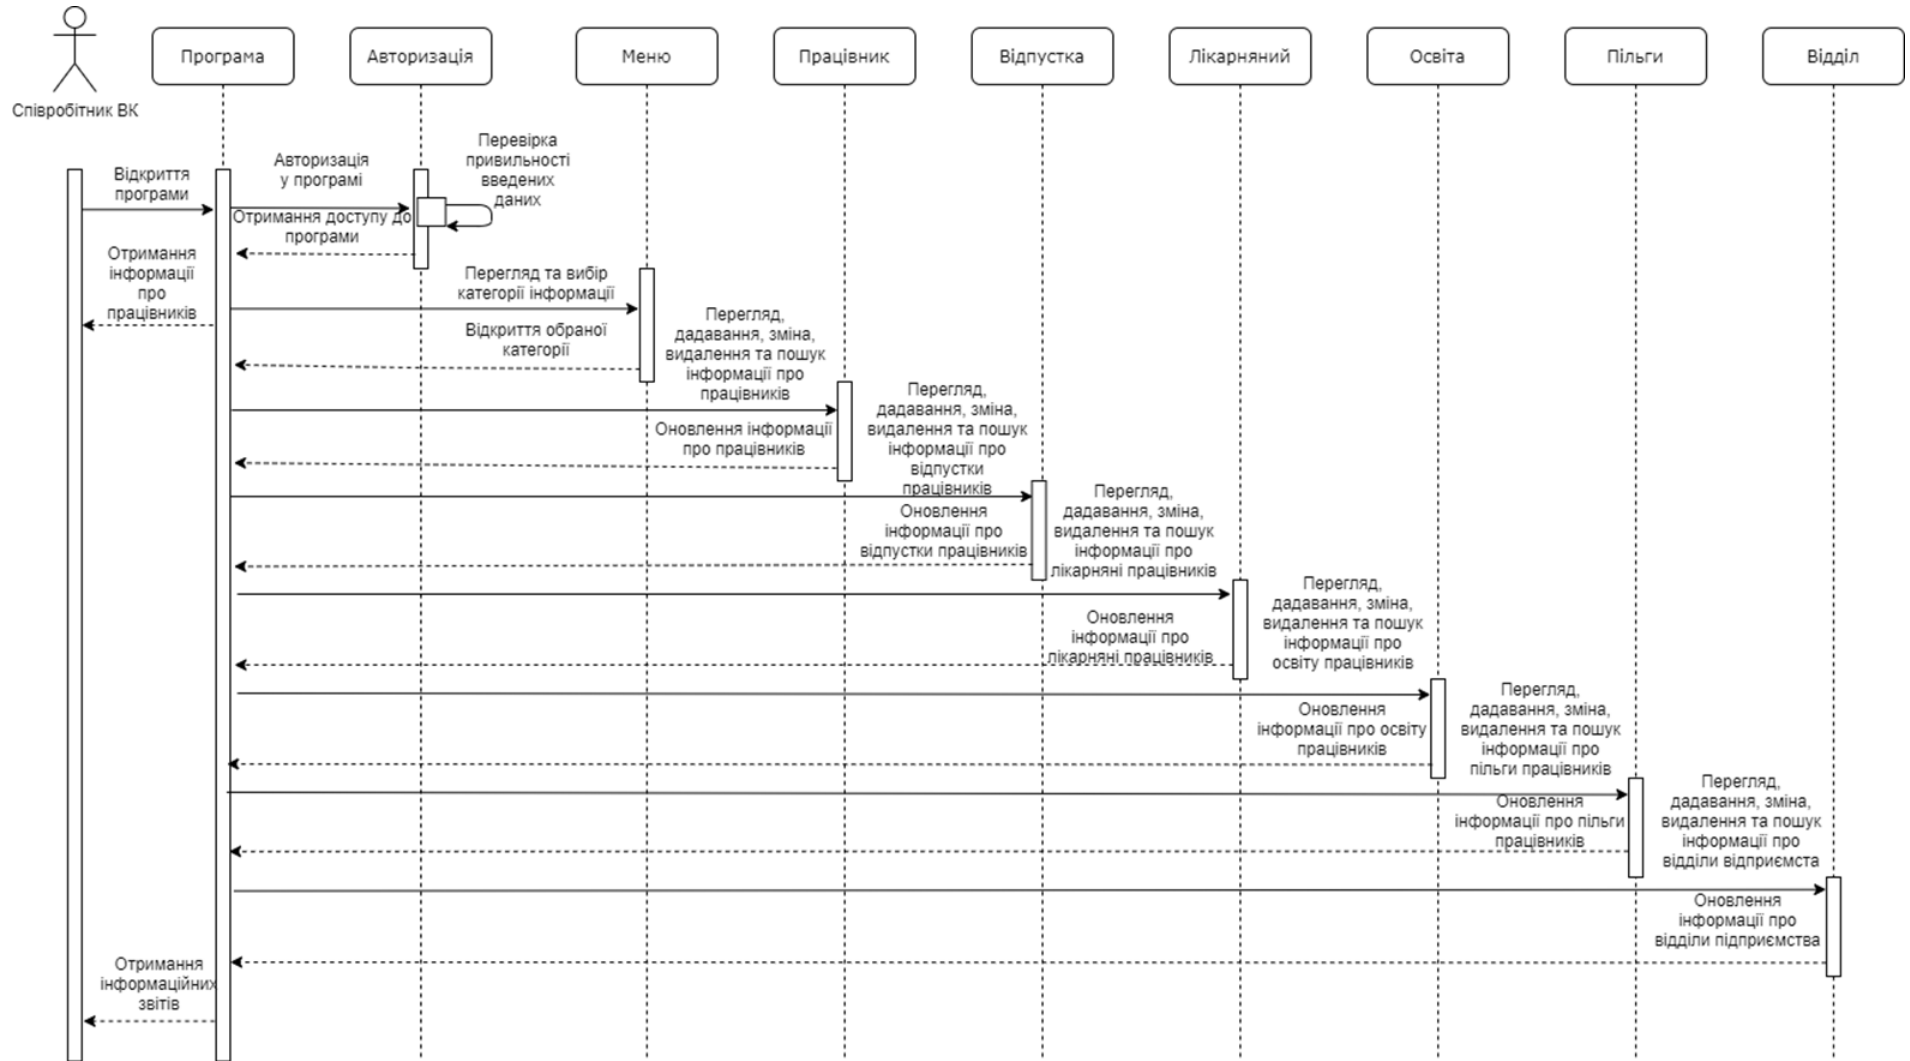 Програма
Авторизація
Меню
Працівник
Відпустка
Лікарняний
Освіта
Пільги
Відділ
Співробітник ВК
Відкриття
програми
Авторизація
у програмі
Перевірка
привильності
введених
даних
Отримання доступу до
програми
Отримання
інформації
про
працівників
Перегляд та вибір
категорії інформації
Відкриття обраної
категорії
Перегляд,
дадавання, зміна,
видалення та пошук
інформації про
працівників
Оновлення інформації
про працівників
Перегляд,
дадавання, зміна,
видалення та пошук
інформації про
відпустки
працівників
Оновлення
інформації про
відпустки працівників
Перегляд,
дадавання, зміна,
видалення та пошук
інформації про
лікарняні працівників
Оновлення
інформації про
лікарняні працівників
Перегляд,
дадавання, зміна,
видалення та пошук
інформації про
освіту працівників
Оновлення
інформації про освіту
працівників
Перегляд,
дадавання, зміна,
видалення та пошук
інформації про
пільги працівників
Оновлення
інформації про пільги
працівників
Перегляд,
дадавання, зміна,
видалення та пошук
інформації про
відділи відприємста
Оновлення
інформації про
відділи підприємства
Отримання
інформаційних
звітів